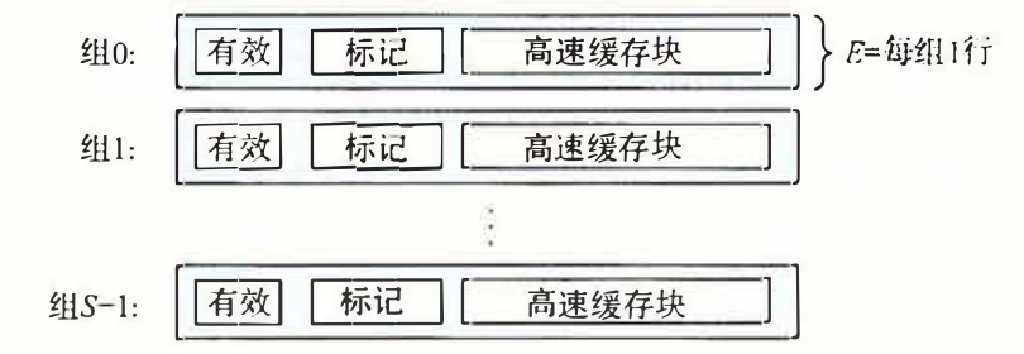 组0: 有效 标记 高速缓存块 E=每组1行
组1: 有效 标记 高速缓存块
组S-1: 有效 标记 高速缓存块